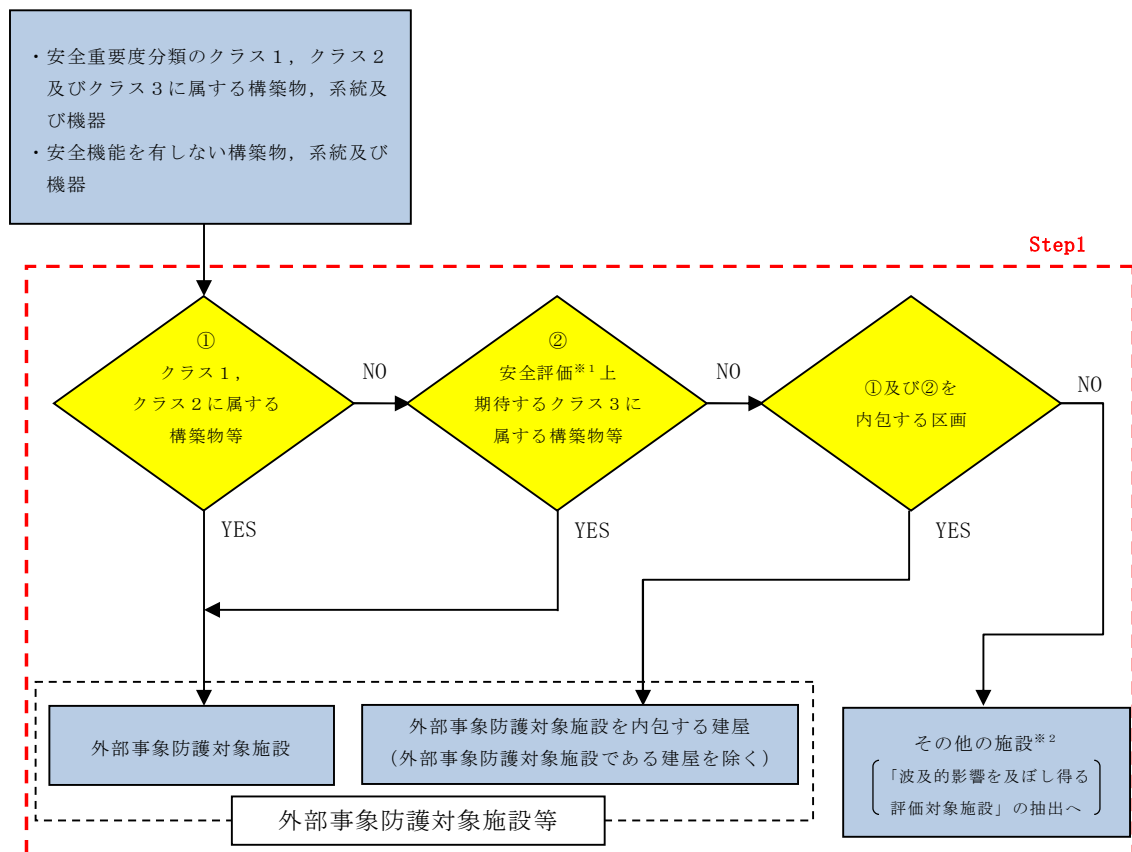 ・安全重要度分類のクラス１，クラス２
及びクラス３に属する構築物，系統及
び機器
・安全機能を有しない構築物，系統及び
機器
Step1
①
クラス１，
クラス２に属する
構築物等
NO
②
安全評価※１上
期待するクラス３に
属する構築物等
NO
①及び②を
内包する区画
NO
YES
YES
YES
外部事象防護対象施設
外部事象防護対象施設を内包する建屋
（外部事象防護対象施設である建屋を除く）
外部事象防護対象施設等
その他の施設※２
「波及的影響を及ぼし得る
評価対象施設」の抽出へ